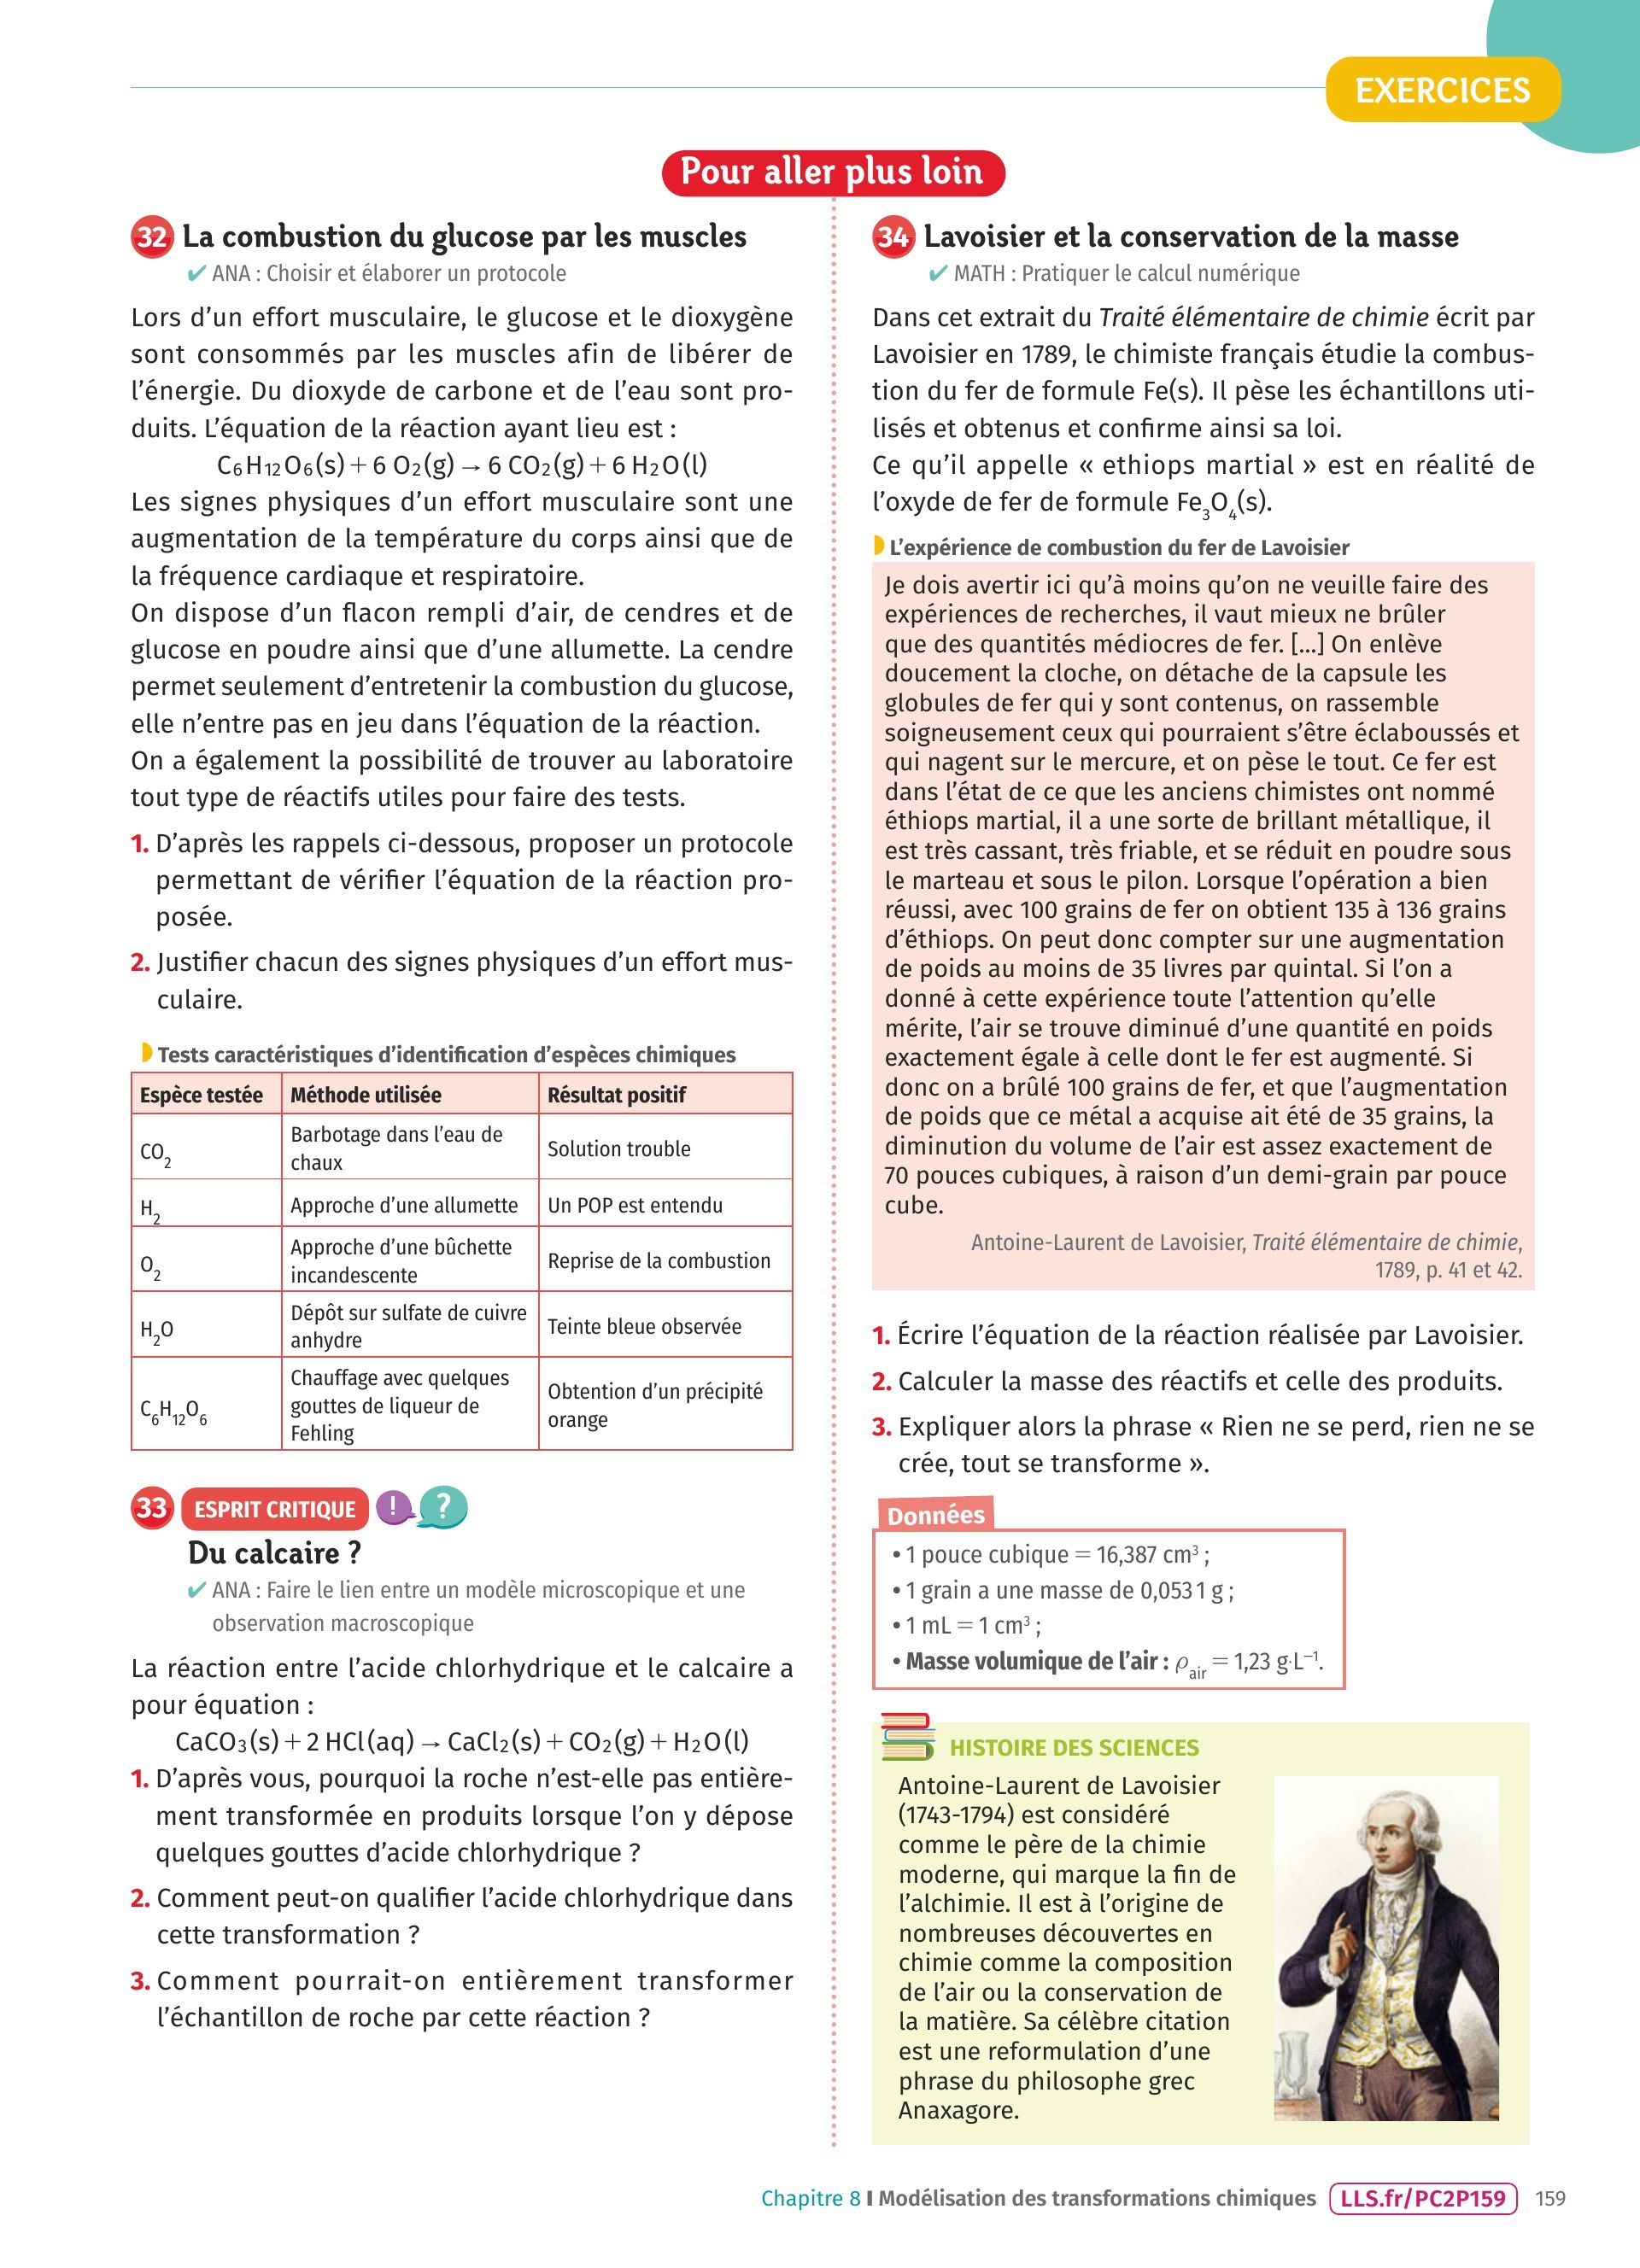 EXERCICES
Pour aller plus loin
32 La combustion du glucose par les muscles
✔ ANA : Choisir et élaborer un protocole
Lors d’un effort musculaire, le glucose et le dioxygène
sont consommés par les muscles afin de libérer de
l’énergie. Du dioxyde de carbone et de l’eau sont pro-
duits. L’équation de la réaction ayant lieu est :
C₆H₁₂O₆(s) + 6 O₂(g) → 6 CO₂(g) + 6 H₂O(l)
Les signes physiques d’un effort musculaire sont une
augmentation de la température du corps ainsi que de
la fréquence cardiaque et respiratoire.
On dispose d’un flacon rempli d’air, de cendres et de
glucose en poudre ainsi que d’une allumette. La cendre
permet seulement d’entretenir la combustion du glucose,
elle n’entre pas en jeu dans l’équation de la réaction.
On a également la possibilité de trouver au laboratoire
tout type de réactifs utiles pour faire des tests.
1. D’après les rappels ci-dessous, proposer un protocole
permettant de vérifier l’équation de la réaction pro-
posée.
2. Justifier chacun des signes physiques d’un effort mus-
culaire.
Tests caractéristiques d’identification d’espèces chimiques
Espèce testée Méthode utilisée Résultat positif
CO₂ Barbotage dans l’eau de
chaux Solution trouble
H₂ Approche d’une allumette Un POP est entendu
O₂ Approche d’une bûchette
incandescente Reprise de la combustion
H₂O Dépôt sur sulfate de cuivre
anhydre Teinte bleue observée
C₆H₁₂O₆ Chauffage avec quelques
gouttes de liqueur de
Fehling Obtention d’un précipité
orange
33 ESPRIT CRITIQUE ! ?
Du calcaire ?
✔ ANA : Faire le lien entre un modèle microscopique et une
observation macroscopique
La réaction entre l’acide chlorhydrique et le calcaire a
pour équation :
CaCO₃(s) + 2 HCl(aq) → CaCl₂(s) + CO₂(g) + H₂O(l)
1. D’après vous, pourquoi la roche n’est-elle pas entière-
ment transformée en produits lorsque l’on y dépose
quelques gouttes d’acide chlorhydrique ?
2. Comment peut-on qualifier l’acide chlorhydrique dans
cette transformation ?
3. Comment pourrait-on entièrement transformer
l’échantillon de roche par cette réaction ?
34 Lavoisier et la conservation de la masse
✔ MATH : Pratiquer le calcul numérique
Dans cet extrait du Traité élémentaire de chimie écrit par
Lavoisier en 1789, le chimiste français étudie la combus-
tion du fer de formule Fe(s). Il pèse les échantillons uti-
lisés et obtenus et confirme ainsi sa loi.
Ce qu’il appelle « ethiops martial » est en réalité de
l’oxyde de fer de formule Fe₃O₄(s).
L’expérience de combustion du fer de Lavoisier
Je dois avertir ici qu’à moins qu’on ne veuille faire des
expériences de recherches, il vaut mieux ne brûler
que des quantités médiocres de fer. [...] On enlève
doucement la cloche, on détache de la capsule les
globules de fer qui y sont contenus, on rassemble
soigneusement ceux qui pourraient s’être éclaboussés et
qui nagent sur le mercure, et on pèse le tout. Ce fer est
dans l’état de ce que les anciens chimistes ont nommé
éthiops martial, il a une sorte de brillant métallique, il
est très cassant, très friable, et se réduit en poudre sous
le marteau et sous le pilon. Lorsque l’opération a bien
réussi, avec 100 grains de fer on obtient 135 à 136 grains
d’éthiops. On peut donc compter sur une augmentation
de poids au moins de 35 livres par quintal. Si l’on a
donné à cette expérience toute l’attention qu’elle
mérite, l’air se trouve diminué d’une quantité en poids
exactement égale à celle dont le fer est augmenté. Si
donc on a brûlé 100 grains de fer, et que l’augmentation
de poids que ce métal a acquise ait été de 35 grains, la
diminution du volume de l’air est assez exactement de
70 pouces cubiques, à raison d’un demi-grain par pouce
cube.
Antoine-Laurent de Lavoisier, Traité élémentaire de chimie,
1789, p. 41 et 42.
1. Écrire l’équation de la réaction réalisée par Lavoisier.
2. Calculer la masse des réactifs et celle des produits.
3. Expliquer alors la phrase « Rien ne se perd, rien ne se
crée, tout se transforme ».
Données
• 1 pouce cubique = 16,387 cm³ ;
• 1 grain a une masse de 0,0531 g ;
• 1 mL = 1 cm³ ;
• Masse volumique de l’air : ρair = 1,23 g·L⁻¹.
HISTOIRE DES SCIENCES
Antoine-Laurent de Lavoisier
(1743-1794) est considéré
comme le père de la chimie
moderne, qui marque la fin de
l’alchimie. Il est à l’origine de
nombreuses découvertes en
chimie comme la composition
de l’air ou la conservation de
la matière. Sa célèbre citation
est une reformulation d’une
phrase du philosophe grec
Anaxagore.
Chapitre 8 I Modélisation des transformations chimiques LLS.fr/PC2P159 159